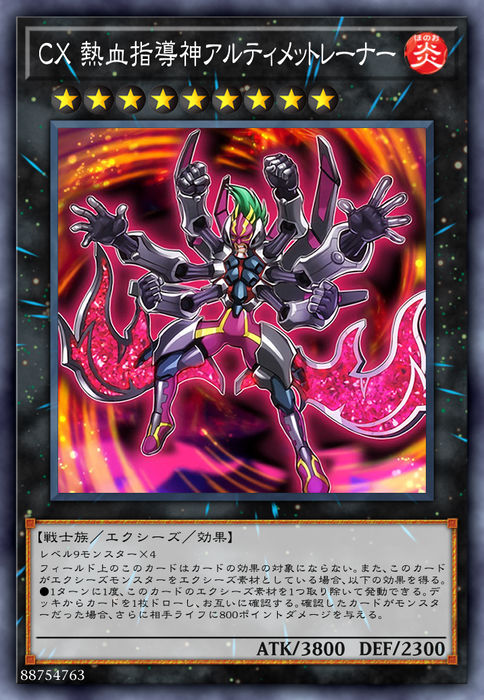 CX 熱血指導神アルティメットレーナー
ほのお
炎
【戦士族／エクシーズ／効果】
レベル9モンスター×4
フィールド上のこのカードはカードの効果の対象にならない。また、このカード
がエクシーズモンスターをエクシーズ素材としている場合、以下の効果を得る。
●1ターンに1度、このカードのエクシーズ素材を1つ取り除いて発動できる。デ
ッキからカードを1枚ドローし、お互いに確認する。確認したカードがモンスタ
ーだった場合、さらに相手ライフに800ポイントダメージを与える。
ATK/3800 DEF/2300
88754763